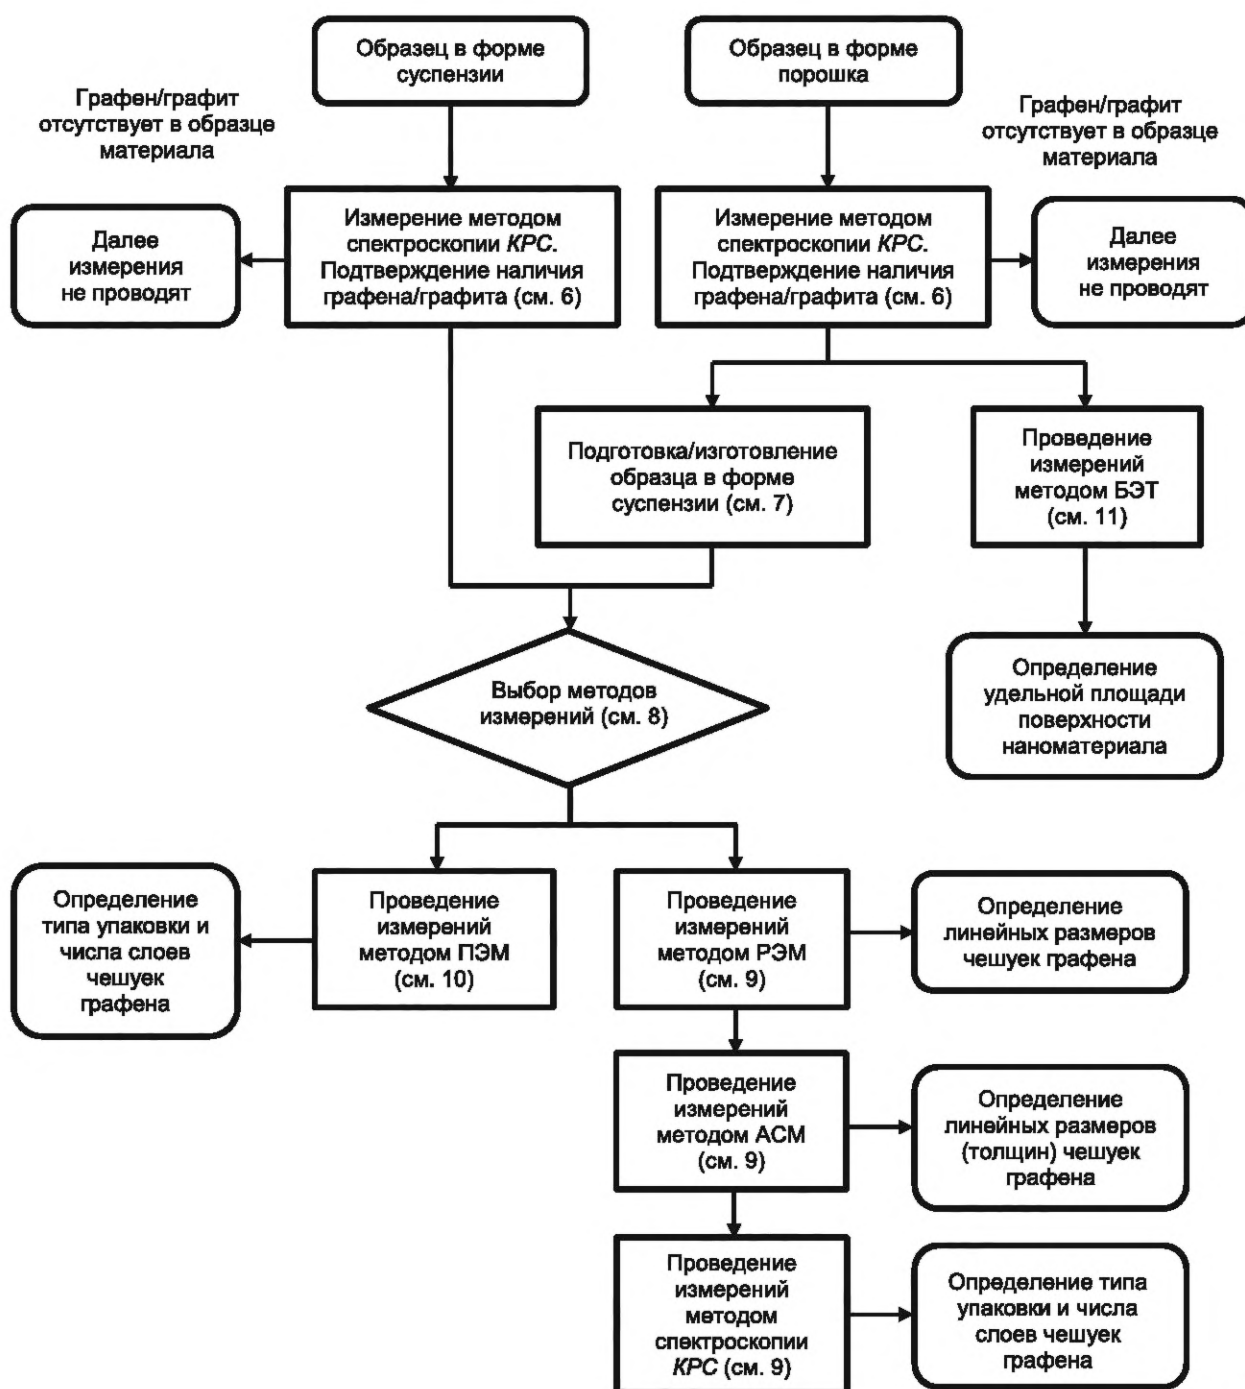 Образец в форме
суспензии
Образец в форме
порошка
Графен/графит
отсутствует в образце
материала
Графен/графит
отсутствует в образце
материала
Далее
измерения
не проводят
Измерение методом
спектроскопии КРС.
Подтверждение наличия
графена/графита (см. 6)
Измерение методом
спектроскопии КРС.
Подтверждение наличия
графена/графита (см. 6)
Далее
измерения
не проводят
Подготовка/изготовление
образца в форме
суспензии (см. 7)
Проведение
измерений
методом БЭТ
(см. 11)
Выбор методов
измерений (см. 8)
Определение
удельной площади
поверхности
наноматериала
Определение
типа упаковки и
числа слоев
чешуек
графена
Проведение
измерений
методом ПЭМ
(см. 10)
Проведение
измерений
методом РЭМ
(см. 9)
Определение
линейных размеров
чешуек графена
Проведение
измерений
методом АСМ
(см. 9)
Определение
линейных размеров
(толщин) чешуек
графена
Проведение
измерений
методом
спектроскопии
КРС (см. 9)
Определение типа
упаковки и числа
слоев чешуек
графена